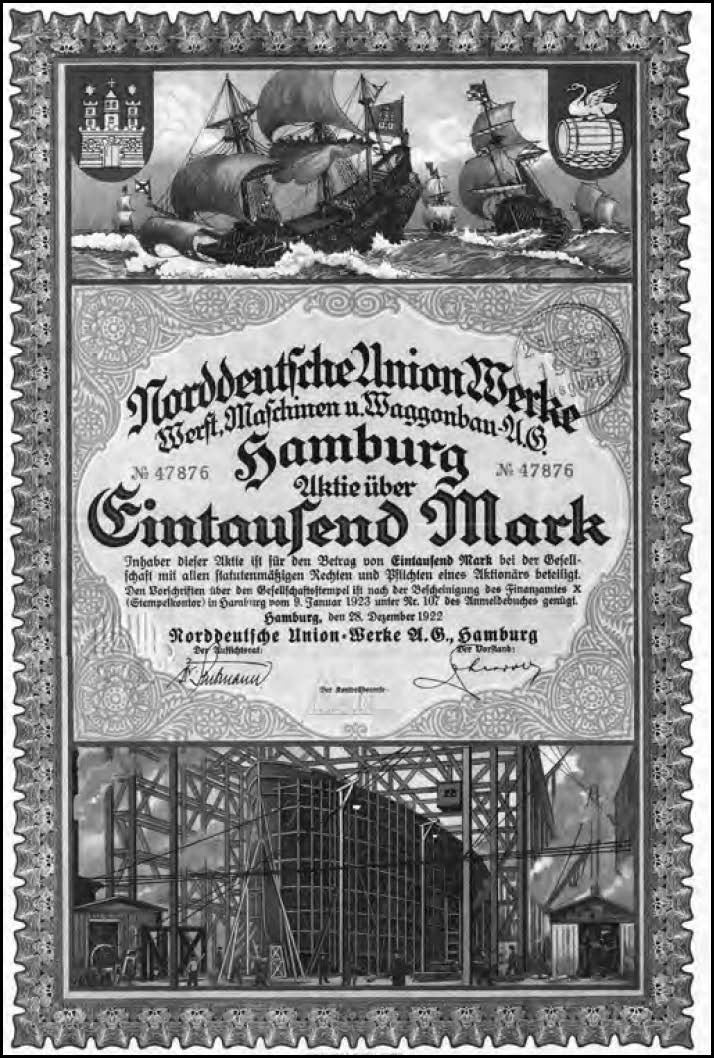 Norddeutsche Union Werke
Werft, Maschinen u. Waggonbau-A.G.
Hamburg
№ 47876
№ 47876
Aktie über
Eintausend Mark
Inhaber dieser Aktie ist für den Betrag von Eintausend Mark bei der Gesell-
schaft mit allen statutenmäßigen Rechten und Pflichten eines Aktionärs beteiligt.
Den Vorschriften über den Gesellschaftsstempel ist nach der Bescheinigung des Finanzamtes X
(Stempelkontor) in Hamburg vom 9. Januar 1923 unter Nr. 107 des Anmeldebuches genügt.
Hamburg, den 28. Dezember 1922
Norddeutsche Union-Werke A.G., Hamburg
Der Aufsichtsrat:
Der Vorstand:
Der Kontrollbeamte